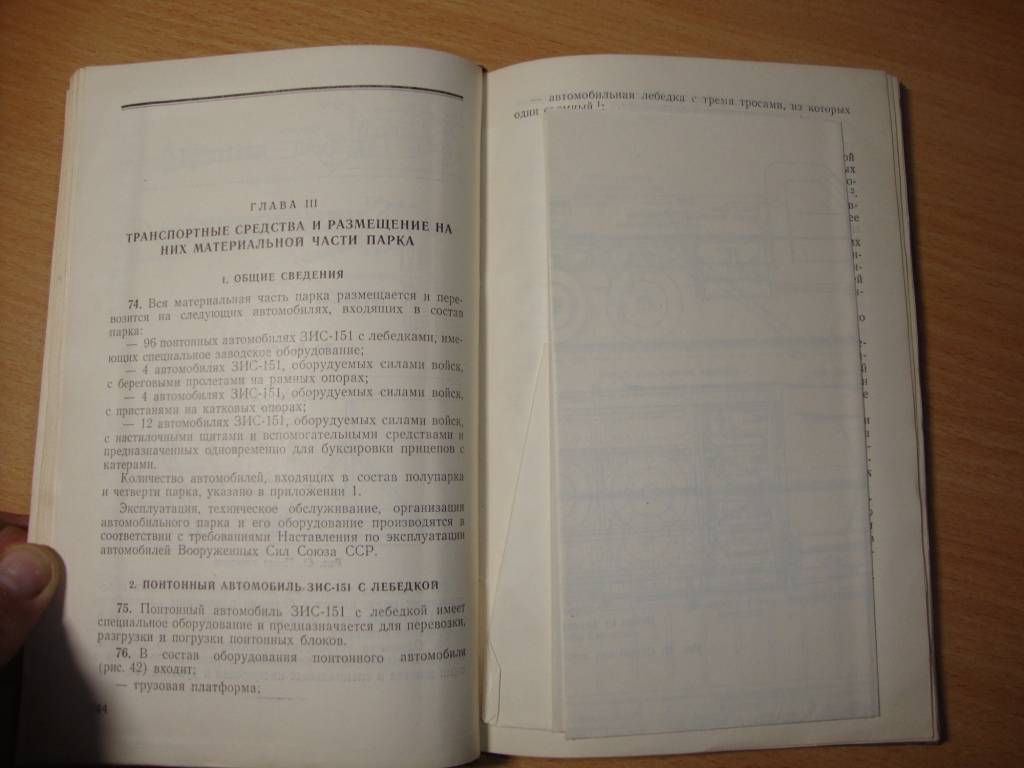 ГЛАВА III
ТРАНСПОРТНЫЕ СРЕДСТВА И РАЗМЕЩЕНИЕ НА
НИХ МАТЕРИАЛЬНОЙ ЧАСТИ ПАРКА
1. ОБЩИЕ СВЕДЕНИЯ
74. Вся материальная часть парка размещается и пере-
возится на следующих автомобилях, входящих в состав
парка:
— 96 понтонных автомобилях ЗИС-151 с лебедками, име-
ющих специальное заводское оборудование;
— 4 автомобилях ЗИС-151, оборудуемых силами войск,
с береговыми пролетами на рамных опорах;
— 4 автомобилях ЗИС-151, оборудуемых силами войск,
с пристанями на катковых опорах;
— 12 автомобилях ЗИС-151, оборудуемых силами войск,
с настилочными щитами и вспомогательными средствами и
предназначенных одновременно для буксировки прицепов с
катерами.
Количество автомобилей, входящих в состав полупарка
и четверти парка, указано в приложении 1.
Эксплуатация, техническое обслуживание, организация
автомобильного парка и его оборудование производятся в
соответствии с требованиями Наставления по эксплуатации
автомобилей Вооруженных Сил Союза ССР.
2. ПОНТОННЫЙ АВТОМОБИЛЬ ЗИС-151 С ЛЕБЕДКОЙ
75. Понтонный автомобиль ЗИС-151 с лебедкой имеет
специальное оборудование и предназначается для перевозки,
разгрузки и погрузки понтонных блоков.
76. В состав оборудования понтонного автомобиля
(рис. 42) входит:
— грузовая платформа;
— автомобильная лебедка с тремя тросами, из которых
один